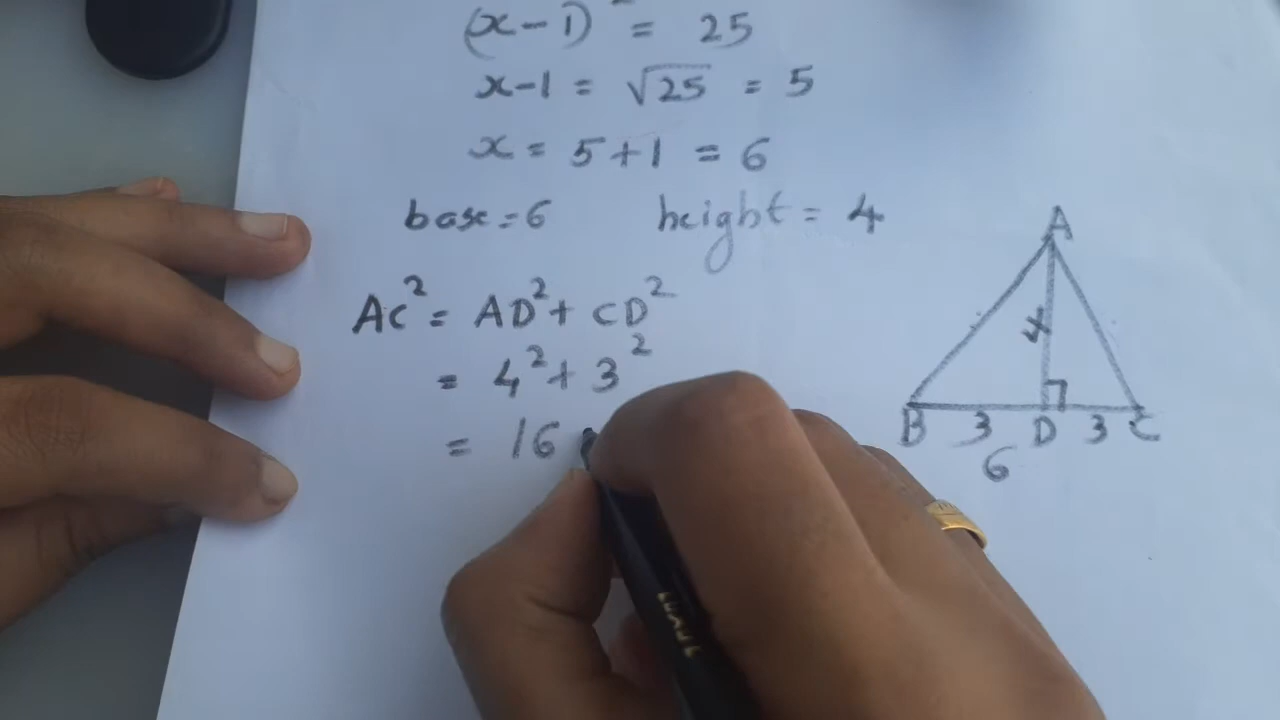 (x-1)² = 25
x-1 = √25 = 5
x = 5+1 = 6
base=6 height = 4
AC² = AD² + CD²
= 4² + 3²
= 16
A
4
B 3 D 3 C
6